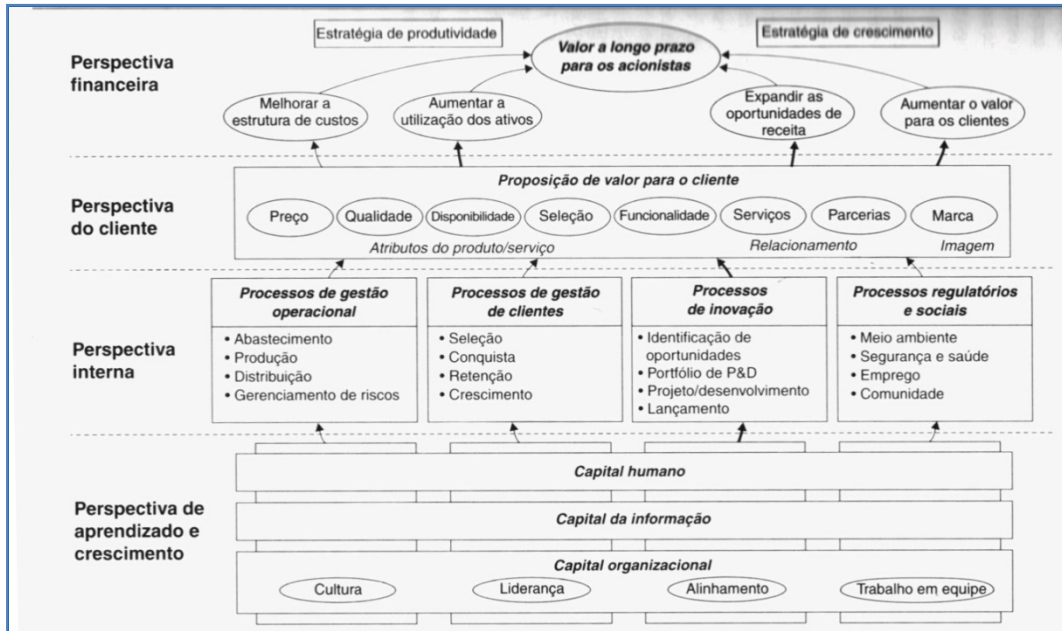 Estratégia de produtividade
Estratégia de crescimento
Valor a longo prazo
para os acionistas
Perspectiva
financeira
Melhorar a
estrutura de custos
Aumentar a
utilização dos ativos
Expandir as
oportunidades de
receita
Aumentar o valor
para os clientes
Perspectiva
do cliente
Proposição de valor para o cliente
Preço Qualidade Disponibilidade Seleção Funcionalidade Serviços Parcerias Marca
Atributos do produto/serviço Relacionamento Imagem
Perspectiva
interna
Processos de gestão
operacional
• Abastecimento
• Produção
• Distribuição
• Gerenciamento de riscos
Processos de gestão
de clientes
• Seleção
• Conquista
• Retenção
• Crescimento
Processos
de inovação
• Identificação de
oportunidades
• Portfólio de P&D
• Projeto/desenvolvimento
• Lançamento
Processos regulatórios
e sociais
• Meio ambiente
• Segurança e saúde
• Emprego
• Comunidade
Perspectiva de
aprendizado e
crescimento
Capital humano
Capital da informação
Capital organizacional
Cultura Liderança Alinhamento Trabalho em equipe